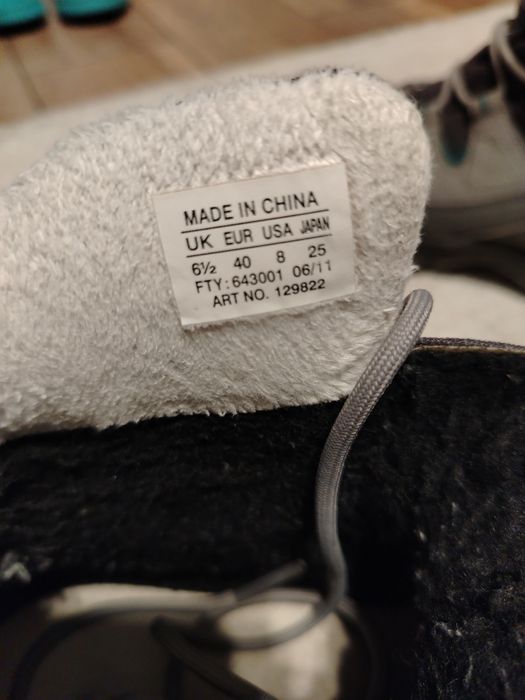 MADE IN CHINA
UK EUR USA JAPAN
6½ 40 8 25
FTY:643001 06/11
ART NO. 129822